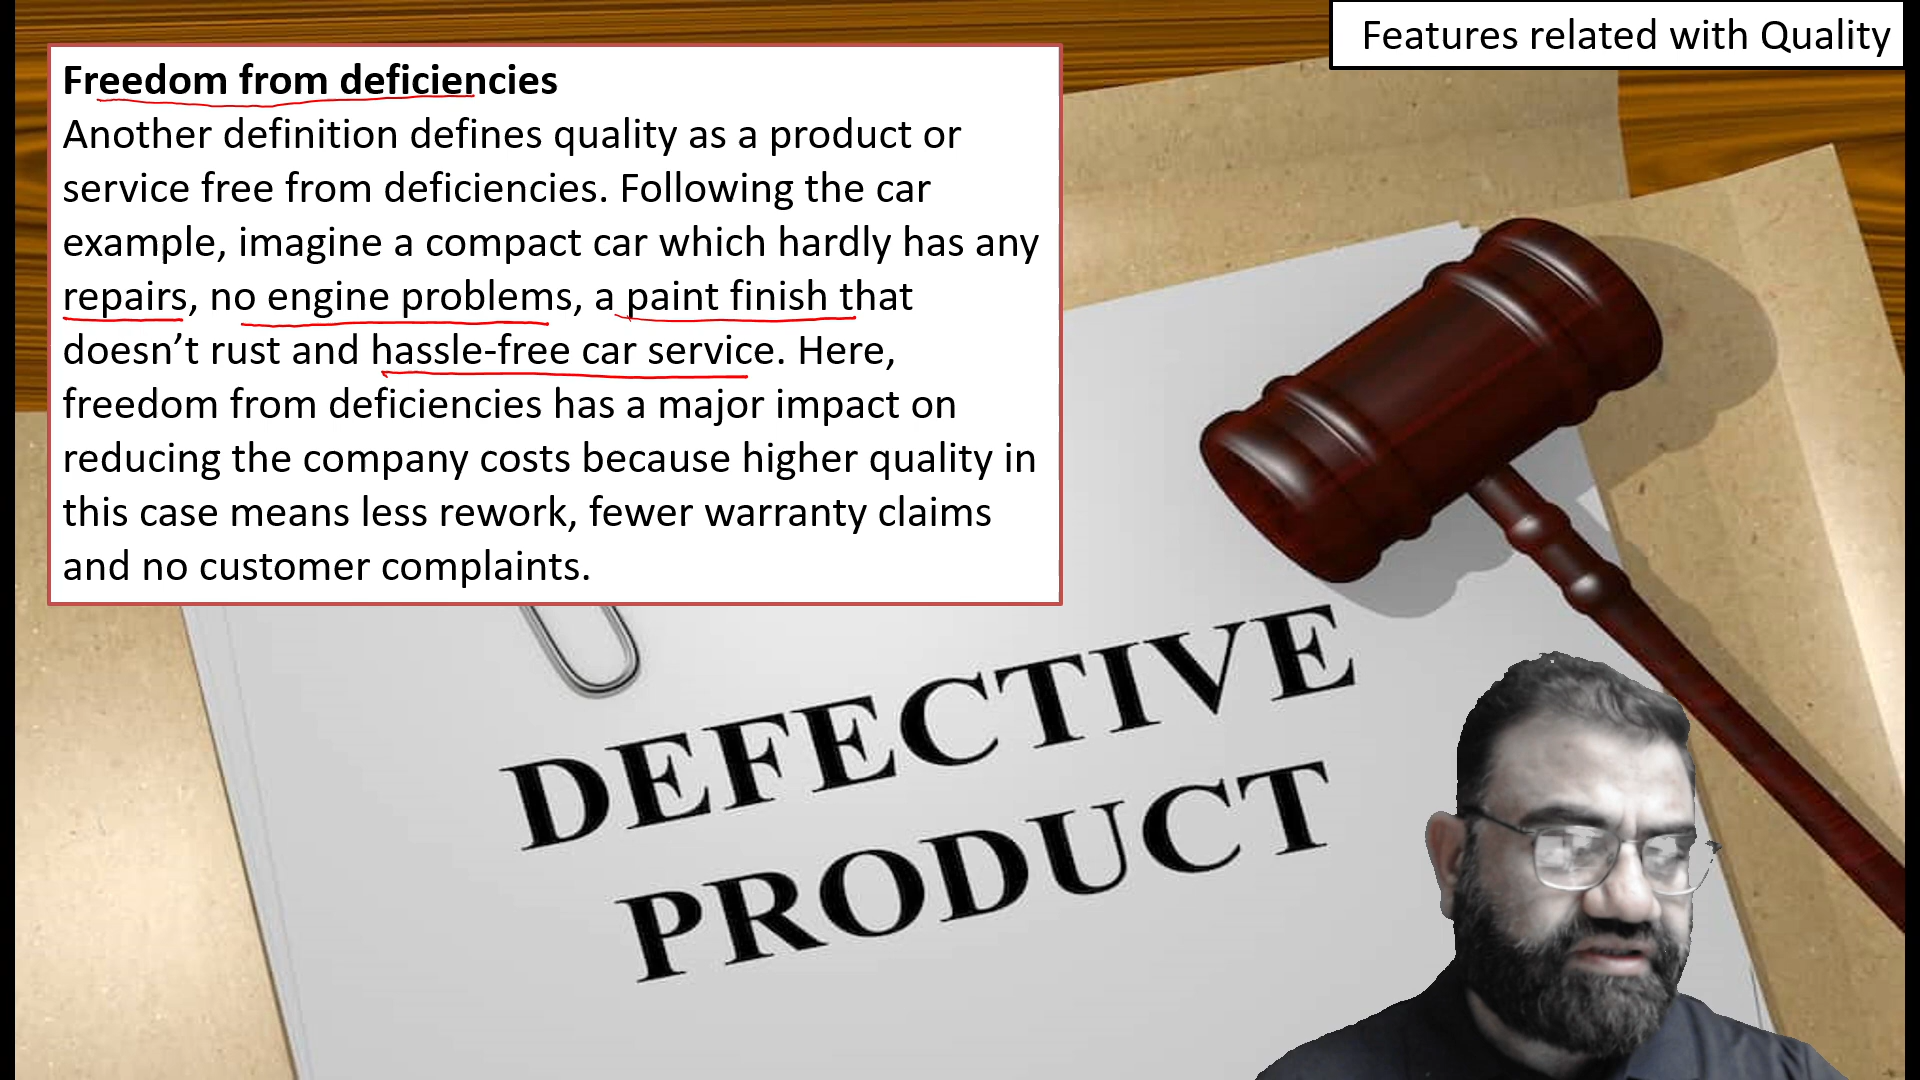 Features related with Quality
Freedom from deficiencies
Another definition defines quality as a product or
service free from deficiencies. Following the car
example, imagine a compact car which hardly has any
repairs, no engine problems, a paint finish that
doesn’t rust and hassle-free car service. Here,
freedom from deficiencies has a major impact on
reducing the company costs because higher quality in
this case means less rework, fewer warranty claims
and no customer complaints.
DEFECTIVE
PRODUCT